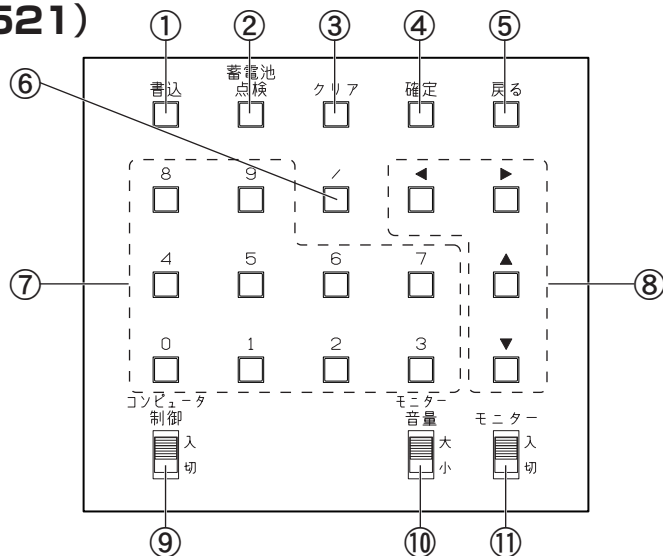 521）
① ② ③ ④ ⑤
⑥
書込 蓄電池
点検 クリア 確定 戻る
8 9 / ◀ ▶
⑦ 4 5 6 7 ▲ ⑧
0 1 2 3 ▼
コンピュータ
制御 モニター
音量 モニター
入 大 入
切 小 切
⑨ ⑩ ⑪